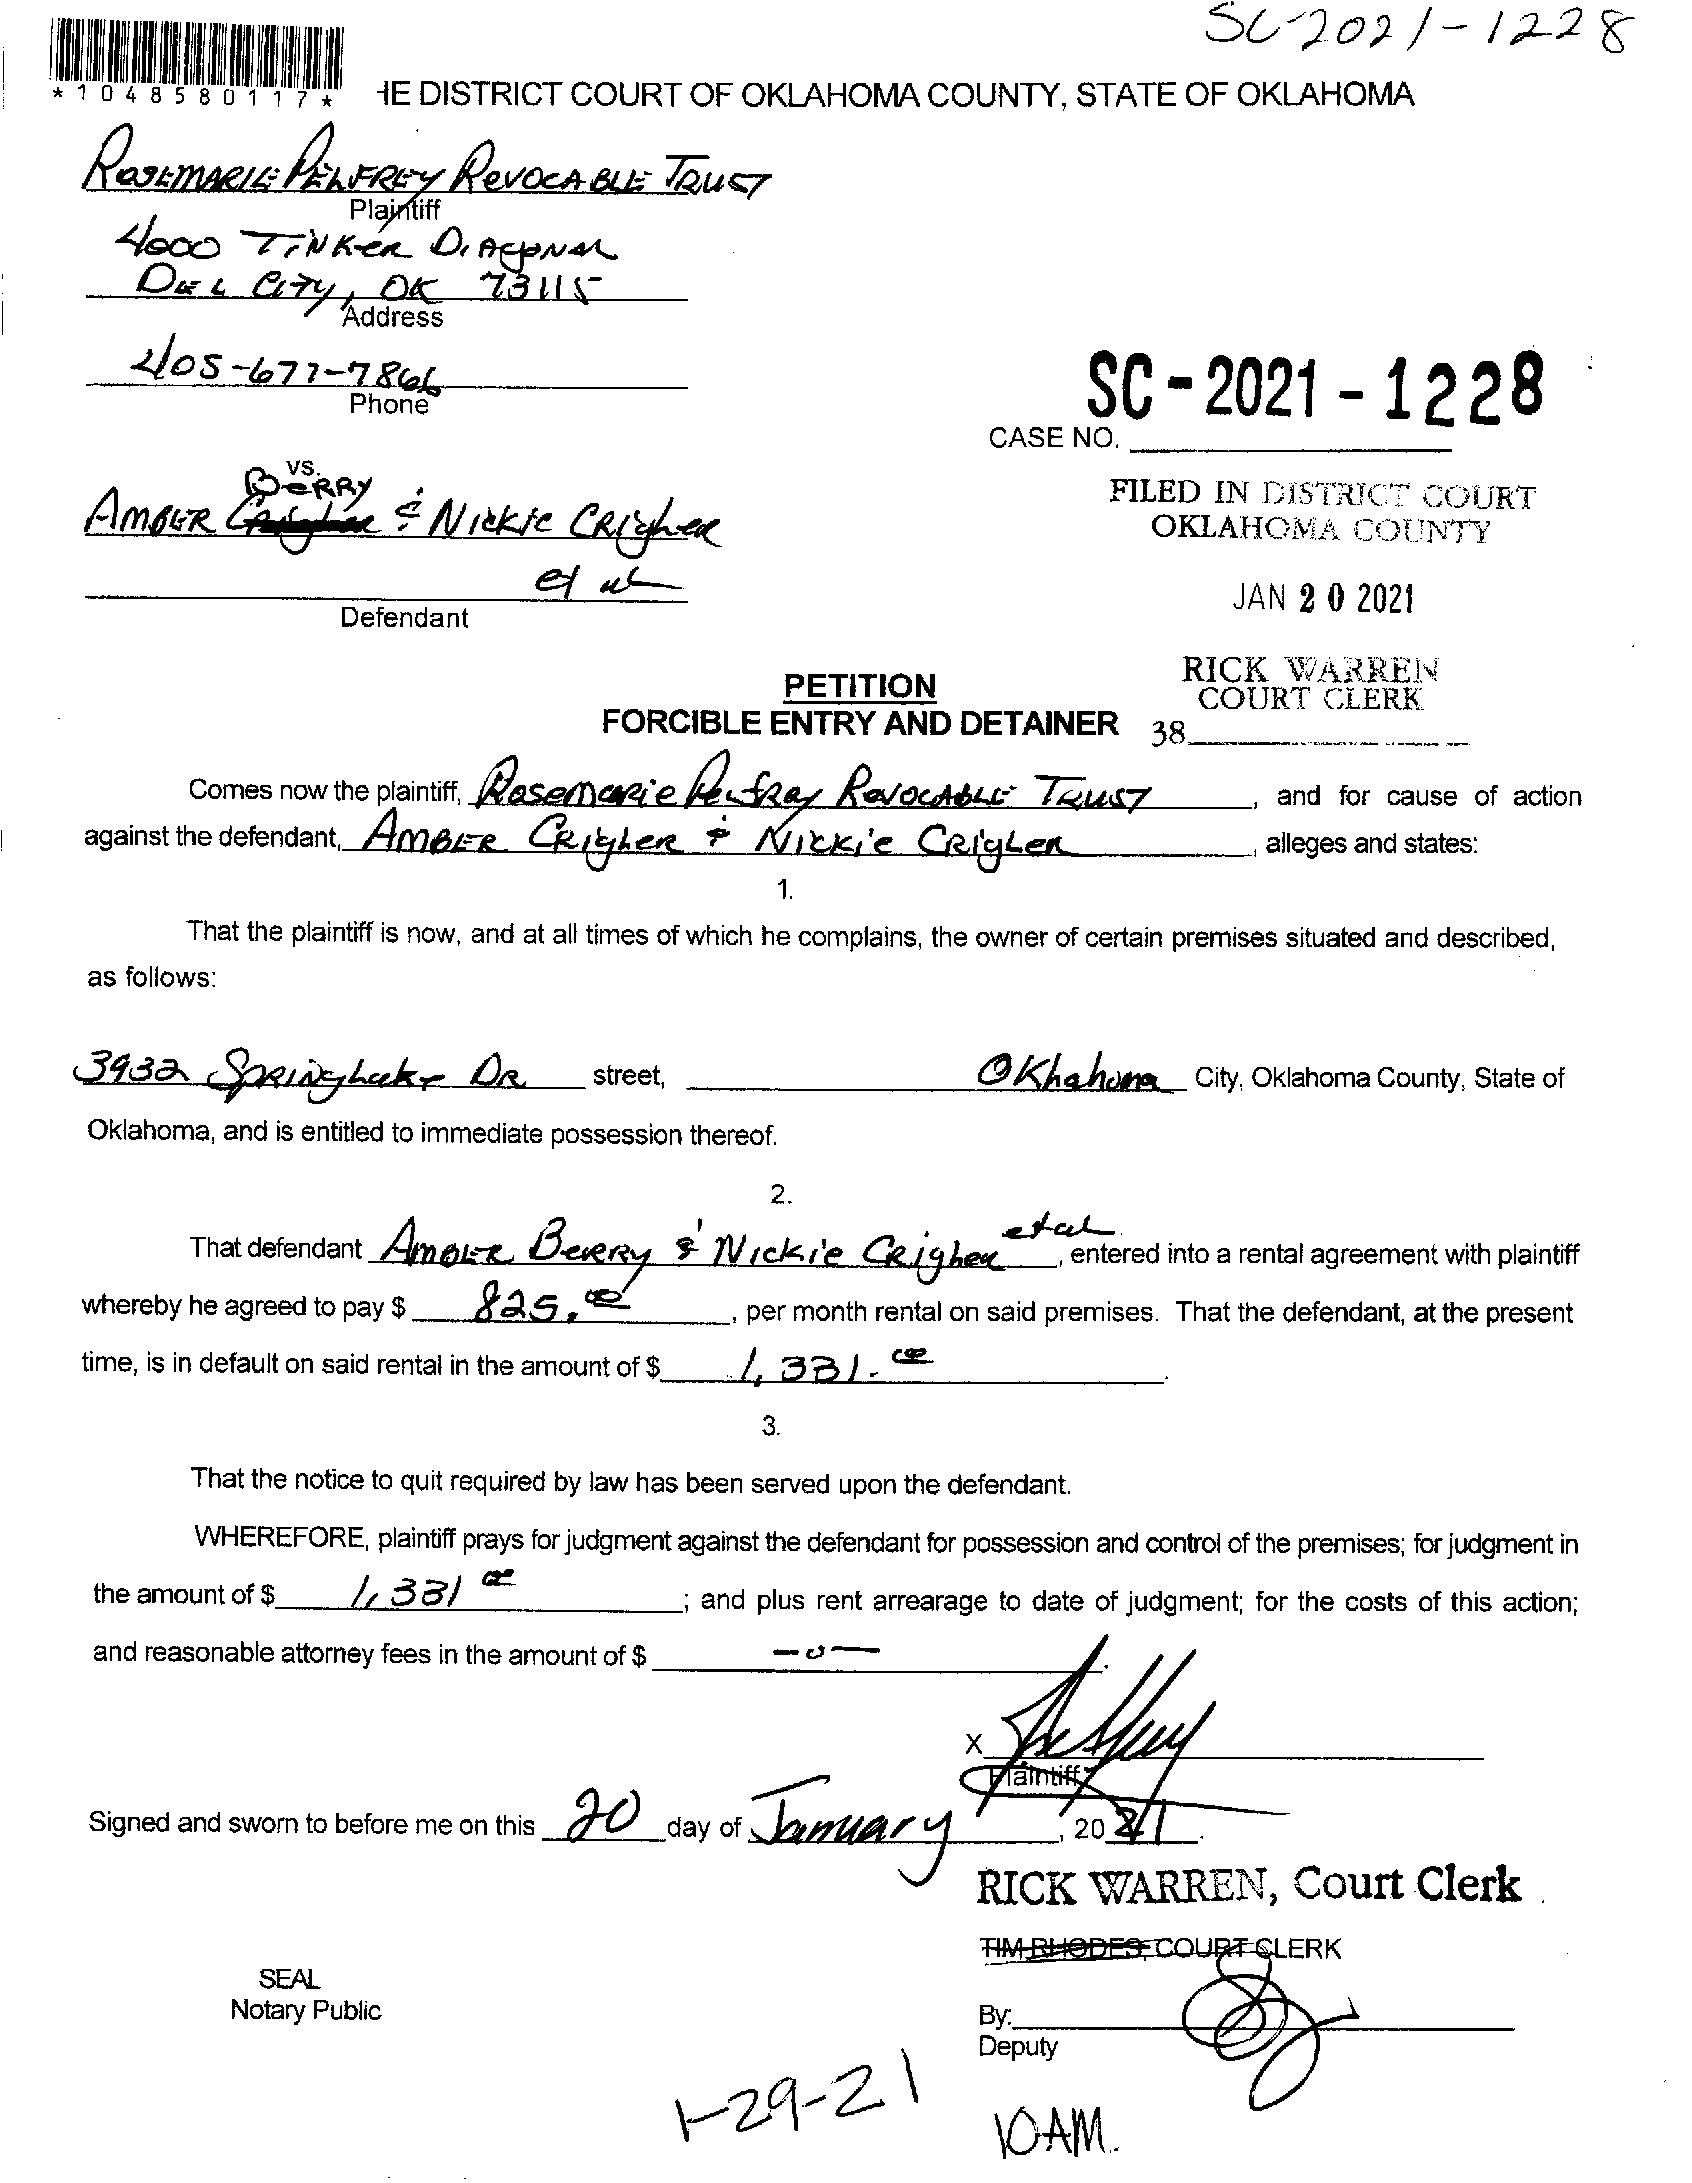 SC-2021-1228
*1048580117*
HE DISTRICT COURT OF OKLAHOMA COUNTY, STATE OF OKLAHOMA
ROSEMARIE PELFREY REVOCABLE TRUST
Plaintiff
4000 TINKER DIAGONAL
DEL CITY, OK 73115
Address
405-677-7866
Phone
SC-2021-1228
CASE NO.
vs.
BERRY
AMBER & NICKIE CRIGLER
et al
Defendant
FILED IN DISTRICT COURT
OKLAHOMA COUNTY
JAN 20 2021
RICK WARREN
COURT CLERK
38
PETITION
FORCIBLE ENTRY AND DETAINER
Comes now the plaintiff, Rosemarie Pelfrey Revocable Trust, and for cause of action
against the defendant, AMBER CRIGLER & NICKIE CRIGLER, alleges and states:
1.
That the plaintiff is now, and at all times of which he complains, the owner of certain premises situated and described,
as follows:
3932 Springlake DR street, Oklahoma City, Oklahoma County, State of
Oklahoma, and is entitled to immediate possession thereof.
2.
That defendant AMBER BERRY & Nickie Crigler et al, entered into a rental agreement with plaintiff
whereby he agreed to pay $ 825.00, per month rental on said premises. That the defendant, at the present
time, is in default on said rental in the amount of $ 1,331.00.
3.
That the notice to quit required by law has been served upon the defendant.
WHEREFORE, plaintiff prays for judgment against the defendant for possession and control of the premises; for judgment in
the amount of $ 1,331 00; and plus rent arrearage to date of judgment; for the costs of this action;
and reasonable attorney fees in the amount of $ -0-.
X
Plaintiff
Signed and sworn to before me on this 20 day of January, 2021.
RICK WARREN, Court Clerk
TIM RHODES, COURT CLERK
SEAL
Notary Public
By:
Deputy
1-29-21
10AM.